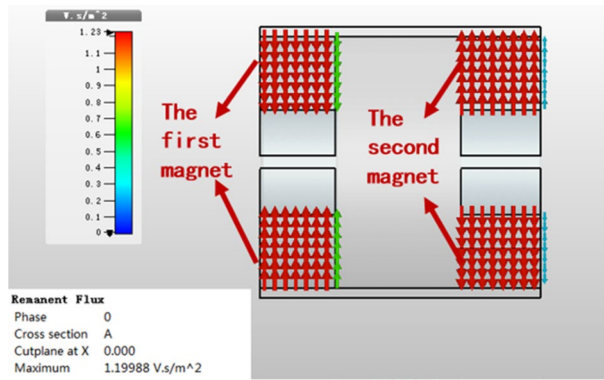 V.s/m^2
1.23
1.1
1
0.9
0.8
0.7
0.6
0.5
0.4
0.3
0.2
0.1
0
The
first
magnet
The
second
magnet
Remanent Flux
Phase 0
Cross section A
Cutplane at X 0.000
Maximum 1.19988 V.s/m^2